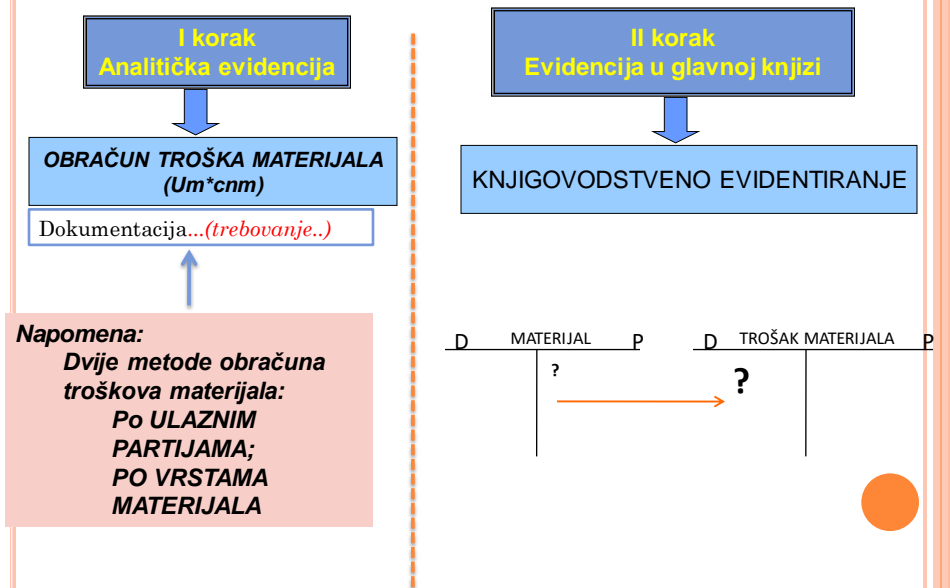 I korak
Analitička evidencija
OBRAČUN TROŠKA MATERIJALA
(Um*cnm)
Dokumentacija...(trebovanje..)
Napomena:
Dvije metode obračuna
troškova materijala:
Po ULAZNIM
PARTIJAMA;
PO VRSTAMA
MATERIJALA
II korak
Evidencija u glavnoj knjizi
KNJIGOVODSTVENO EVIDENTIRANJE
D MATERIJAL P
?
D TROŠAK MATERIJALA P
?